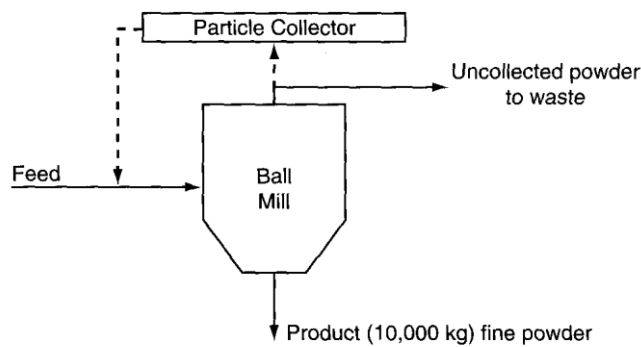 Particle Collector
Uncollected powder
to waste
Feed
Ball
Mill
Product (10,000 kg) fine powder